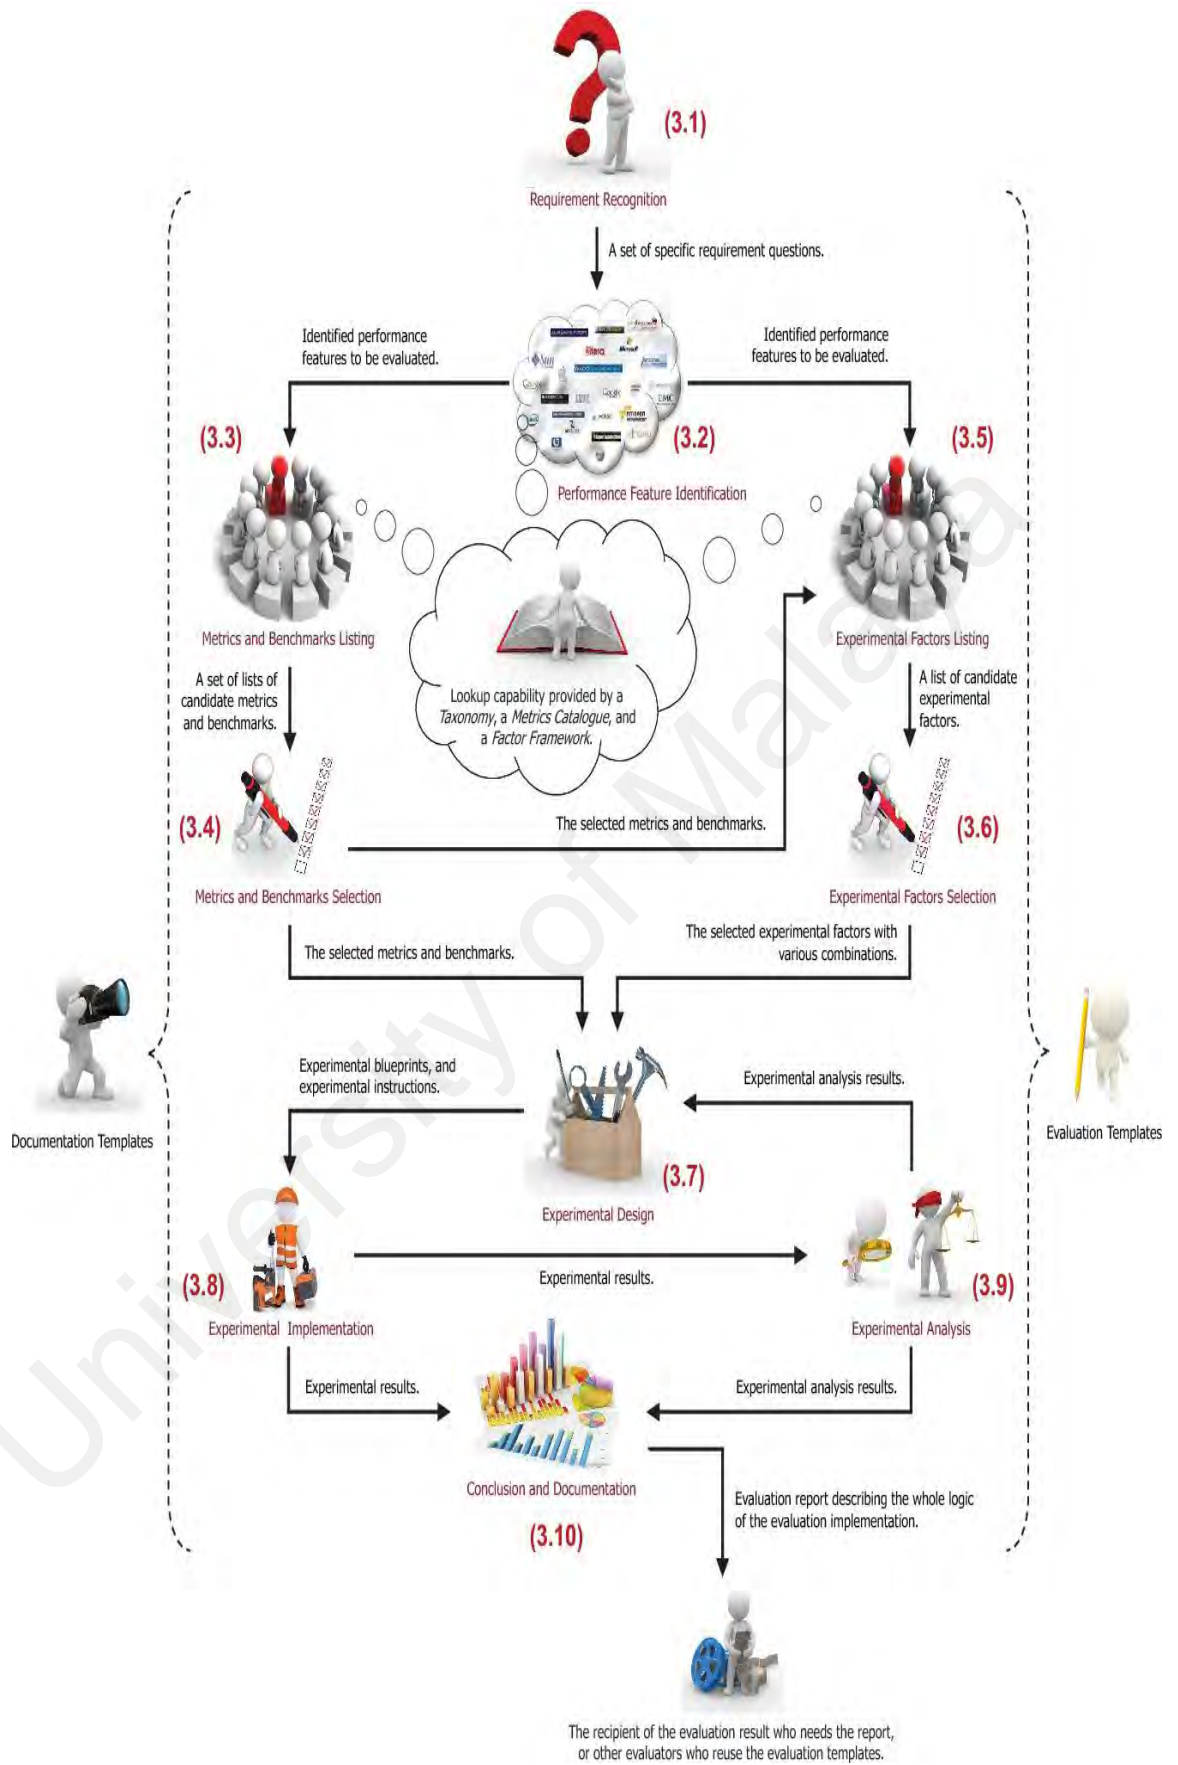 (3.1)
Requirement Recognition
A set of specific requirement questions.
Identified performance
features to be evaluated.
Identified performance
features to be evaluated.
(3.3)
(3.2)
(3.5)
Performance Feature Identification
Metrics and Benchmarks Listing
Experimental Factors Listing
A set of lists of
candidate metrics
and benchmarks.
Lookup capability provided by a
Taxonomy, a Metrics Catalogue, and
a Factor Framework.
A list of candidate
experimental
factors.
(3.4)
The selected metrics and benchmarks.
(3.6)
Metrics and Benchmarks Selection
Experimental Factors Selection
The selected metrics and benchmarks.
The selected experimental factors with
various combinations.
Experimental blueprints, and
experimental instructions.
Experimental analysis results.
Documentation Templates
Evaluation Templates
(3.7)
Experimental Design
(3.8)
Experimental results.
(3.9)
Experimental Implementation
Experimental Analysis
Experimental results.
Experimental analysis results.
Conclusion and Documentation
(3.10)
Evaluation report describing the whole logic
of the evaluation implementation.
The recipient of the evaluation result who needs the report,
or other evaluators who reuse the evaluation templates.
University of Malaya